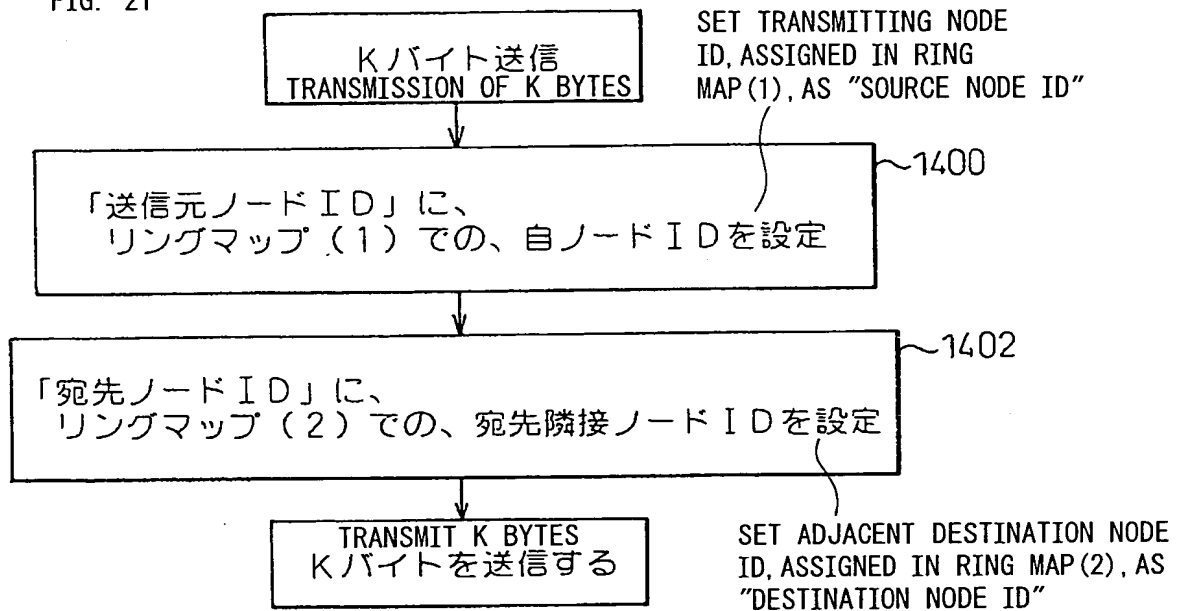 FIG. 21
Kバイト送信
TRANSMISSION OF K BYTES
SET TRANSMITTING NODE
ID, ASSIGNED IN RING
MAP(1), AS "SOURCE NODE ID"
1400
「送信元ノードID」に、
リングマップ(1)での、自ノードIDを設定
1402
「宛先ノードID」に、
リングマップ(2)での、宛先隣接ノードIDを設定
TRANSMIT K BYTES
Kバイトを送信する
SET ADJACENT DESTINATION NODE
ID, ASSIGNED IN RING MAP(2), AS
"DESTINATION NODE ID"